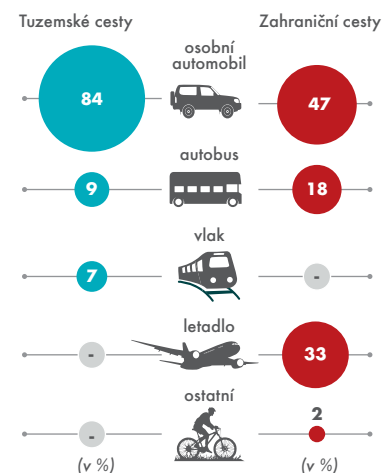 Tuzemské cesty
Zahraniční cesty
osobní
automobil
84
47
autobus
9
18
vlak
7
-
letadlo
-
33
ostatní
-
2
(v %)
(v %)